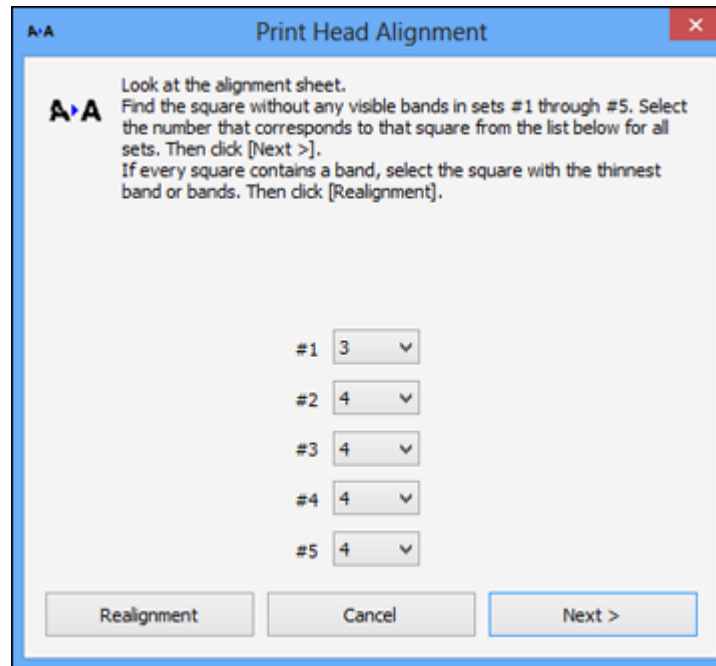 A▸A Print Head Alignment
A▸A
Look at the alignment sheet.
Find the square without any visible bands in sets #1 through #5. Select
the number that corresponds to that square from the list below for all
sets. Then click [Next >].
If every square contains a band, select the square with the thinnest
band or bands. Then click [Realignment].
#1 3
#2 4
#3 4
#4 4
#5 4
Realignment Cancel Next >